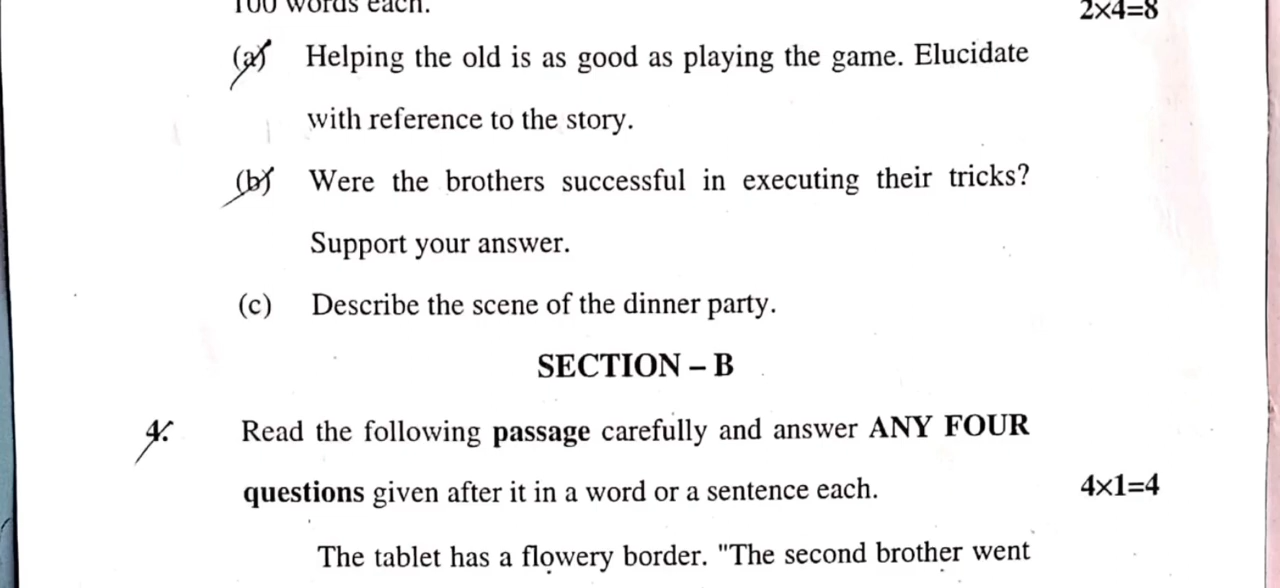 100 words each. 2×4=8
(a) Helping the old is as good as playing the game. Elucidate
with reference to the story.
(b) Were the brothers successful in executing their tricks?
Support your answer.
(c) Describe the scene of the dinner party.
SECTION – B
4. Read the following passage carefully and answer ANY FOUR
questions given after it in a word or a sentence each. 4×1=4
The tablet has a flowery border. "The second brother went